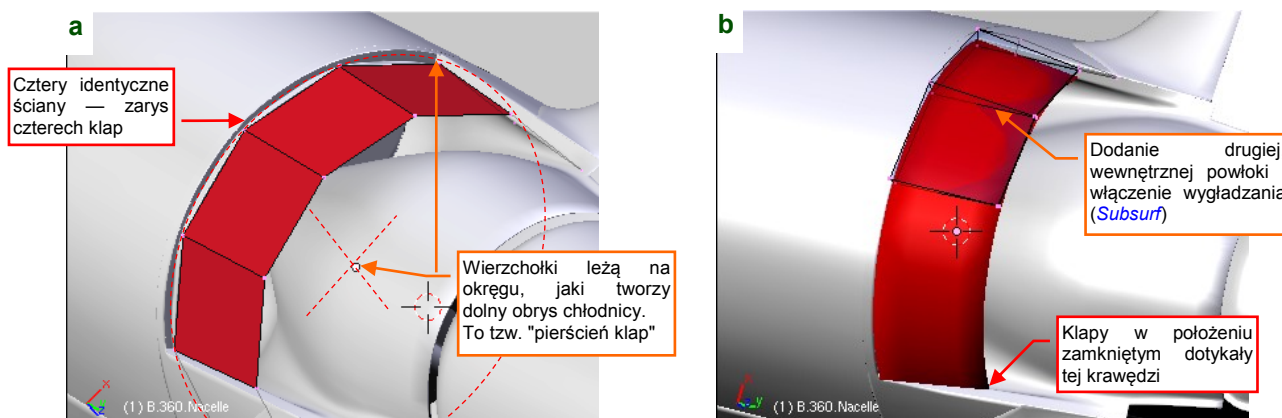 a
Cztery identyczne
ściany — zarys
czterech klap
Wierzchołki leżą na
okręgu, jaki tworzy
dolny obrys chłodnicy.
To tzw. "pierścień klap"
x
y
(1) B.360.Nacelle
b
Dodanie drugiej
wewnętrznej powłoki
włączenie wygładzania
(Subsurf)
Klapy w położeniu
zamkniętym dotykały
tej krawędzi
x
y
(1) B.360.Nacelle